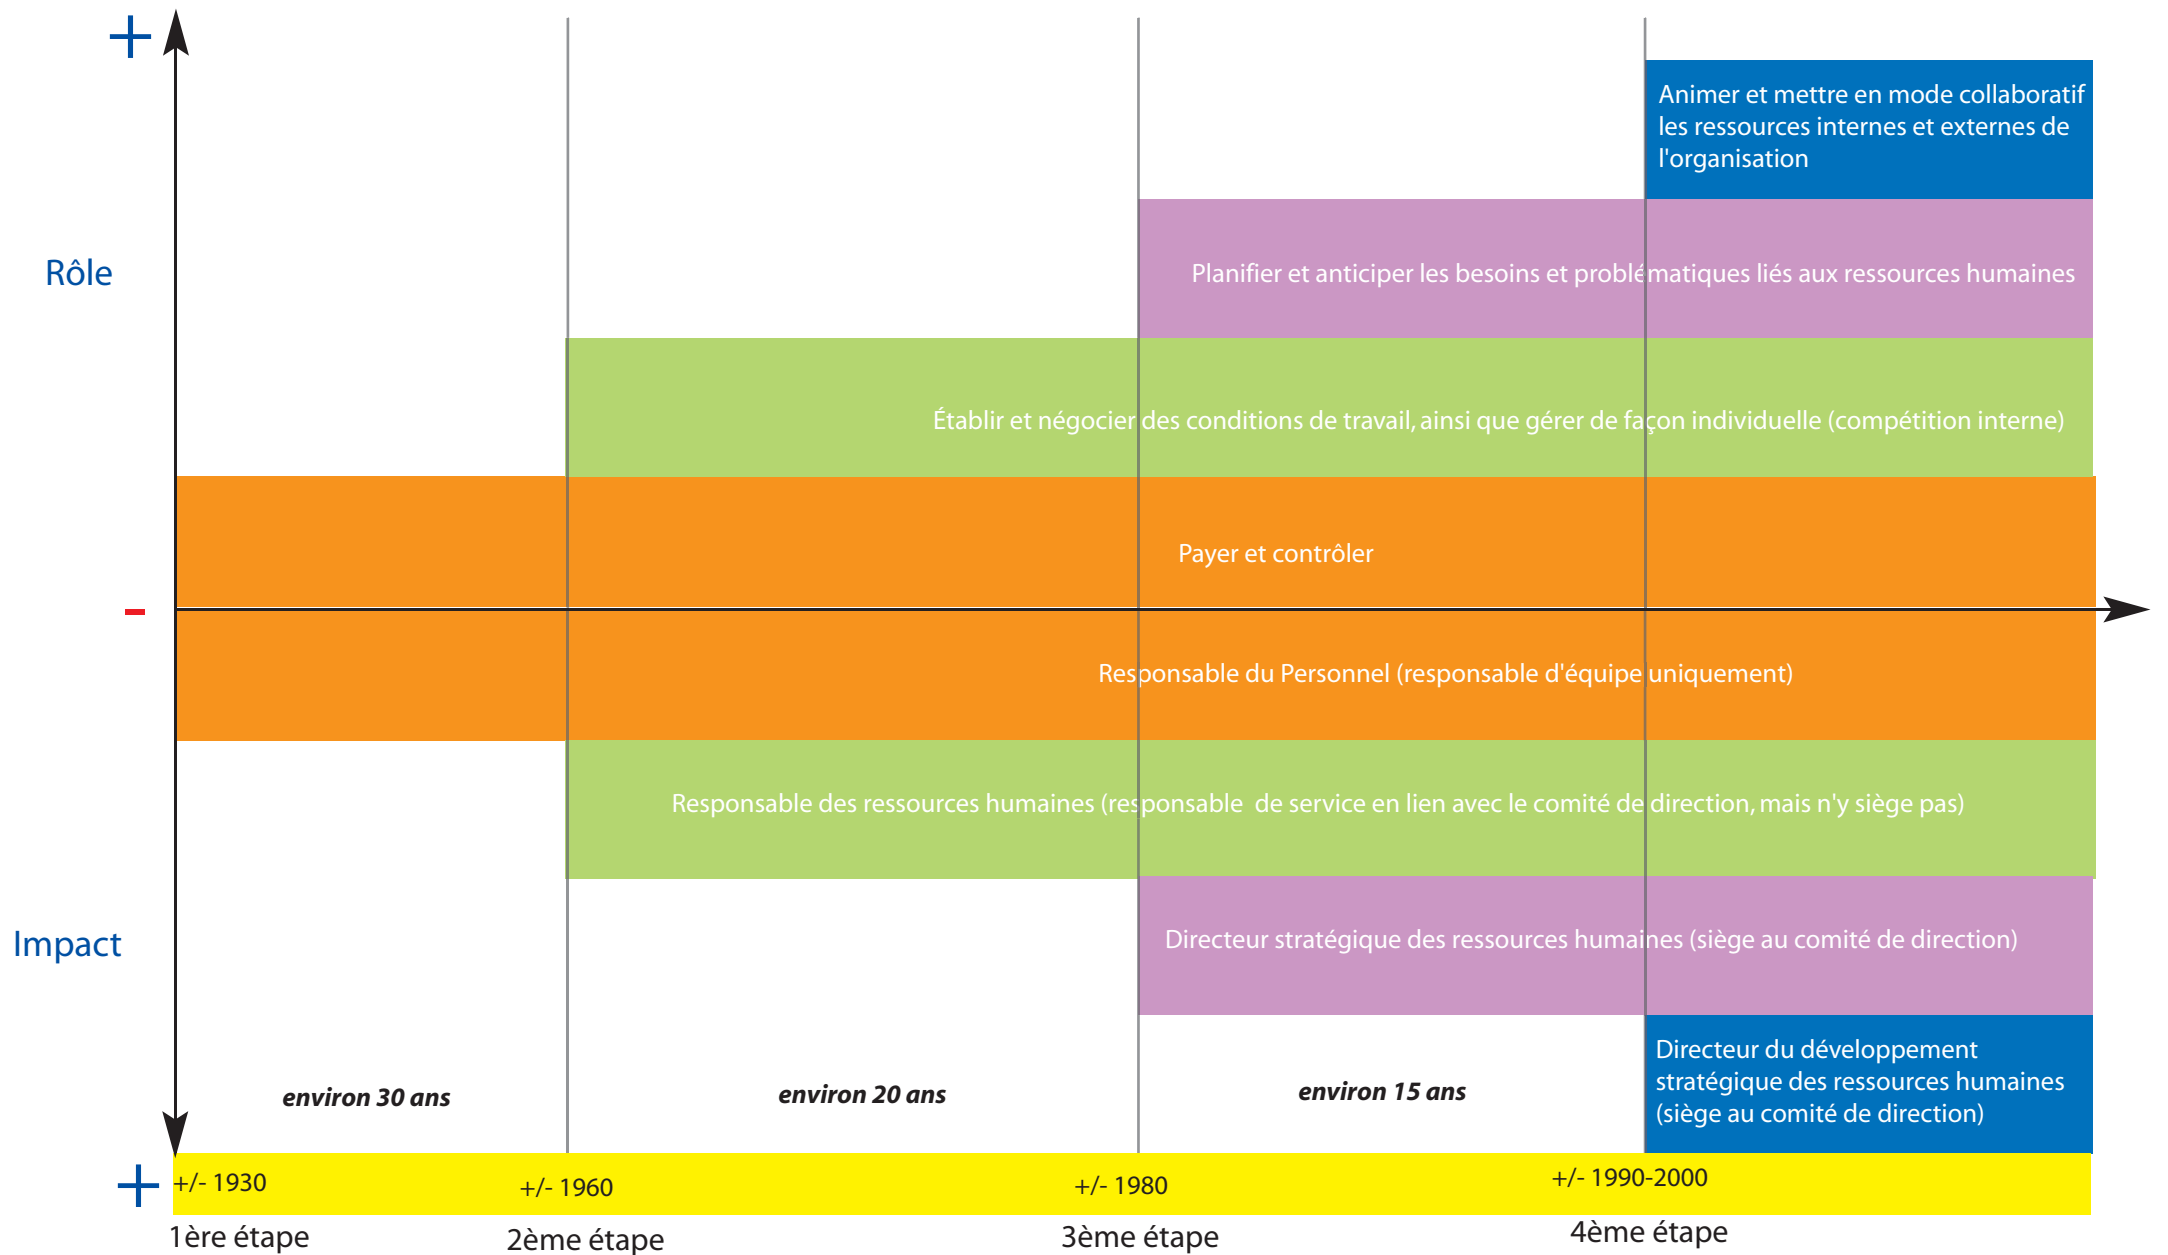 +
Animer et mettre en mode collaboratif
les ressources internes et externes de
l'organisation
Rôle
Planifier et anticiper les besoins et problématiques liés aux ressources humaines
Établir et négocier des conditions de travail, ainsi que gérer de façon individuelle (compétition interne)
Payer et contrôler
-
Responsable du Personnel (responsable d'équipe uniquement)
Responsable des ressources humaines (responsable de service en lien avec le comité de direction, mais n'y siège pas)
Impact
Directeur stratégique des ressources humaines (siège au comité de direction)
Directeur du développement
stratégique des ressources humaines
(siège au comité de direction)
environ 30 ans
environ 20 ans
environ 15 ans
+
+/- 1930
+/- 1960
+/- 1980
+/- 1990-2000
1ère étape
2ème étape
3ème étape
4ème étape